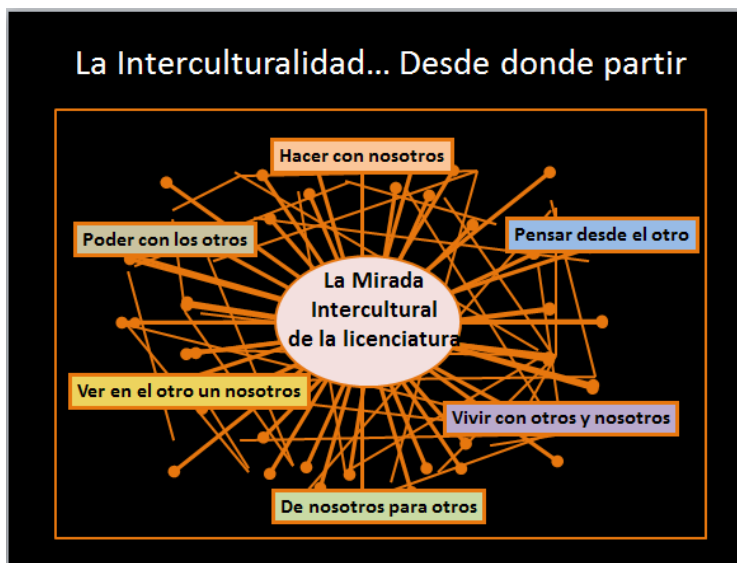 La Interculturalidad... Desde donde partir
Hacer con nosotros
Poder con los otros
Pensar desde el otro
La Mirada
Intercultural
de la licenciatura
Ver en el otro un nosotros
Vivir con otros y nosotros
De nosotros para otros